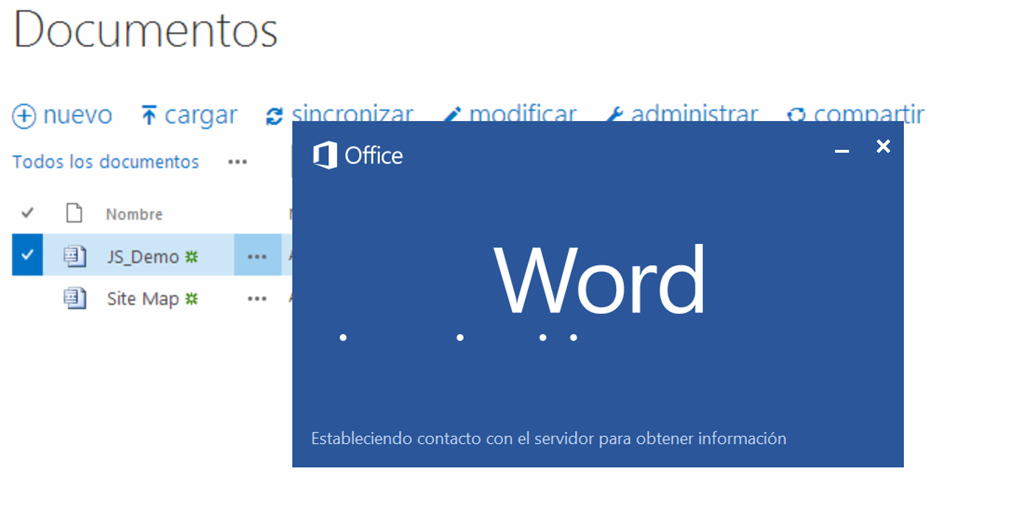 Documentos
nuevo cargar sincronizar modificar administrar compartir
Todos los documentos ...
Office
Nombre
JS_Demo ...
Site Map ...
Word
Estableciendo contacto con el servidor para obtener información